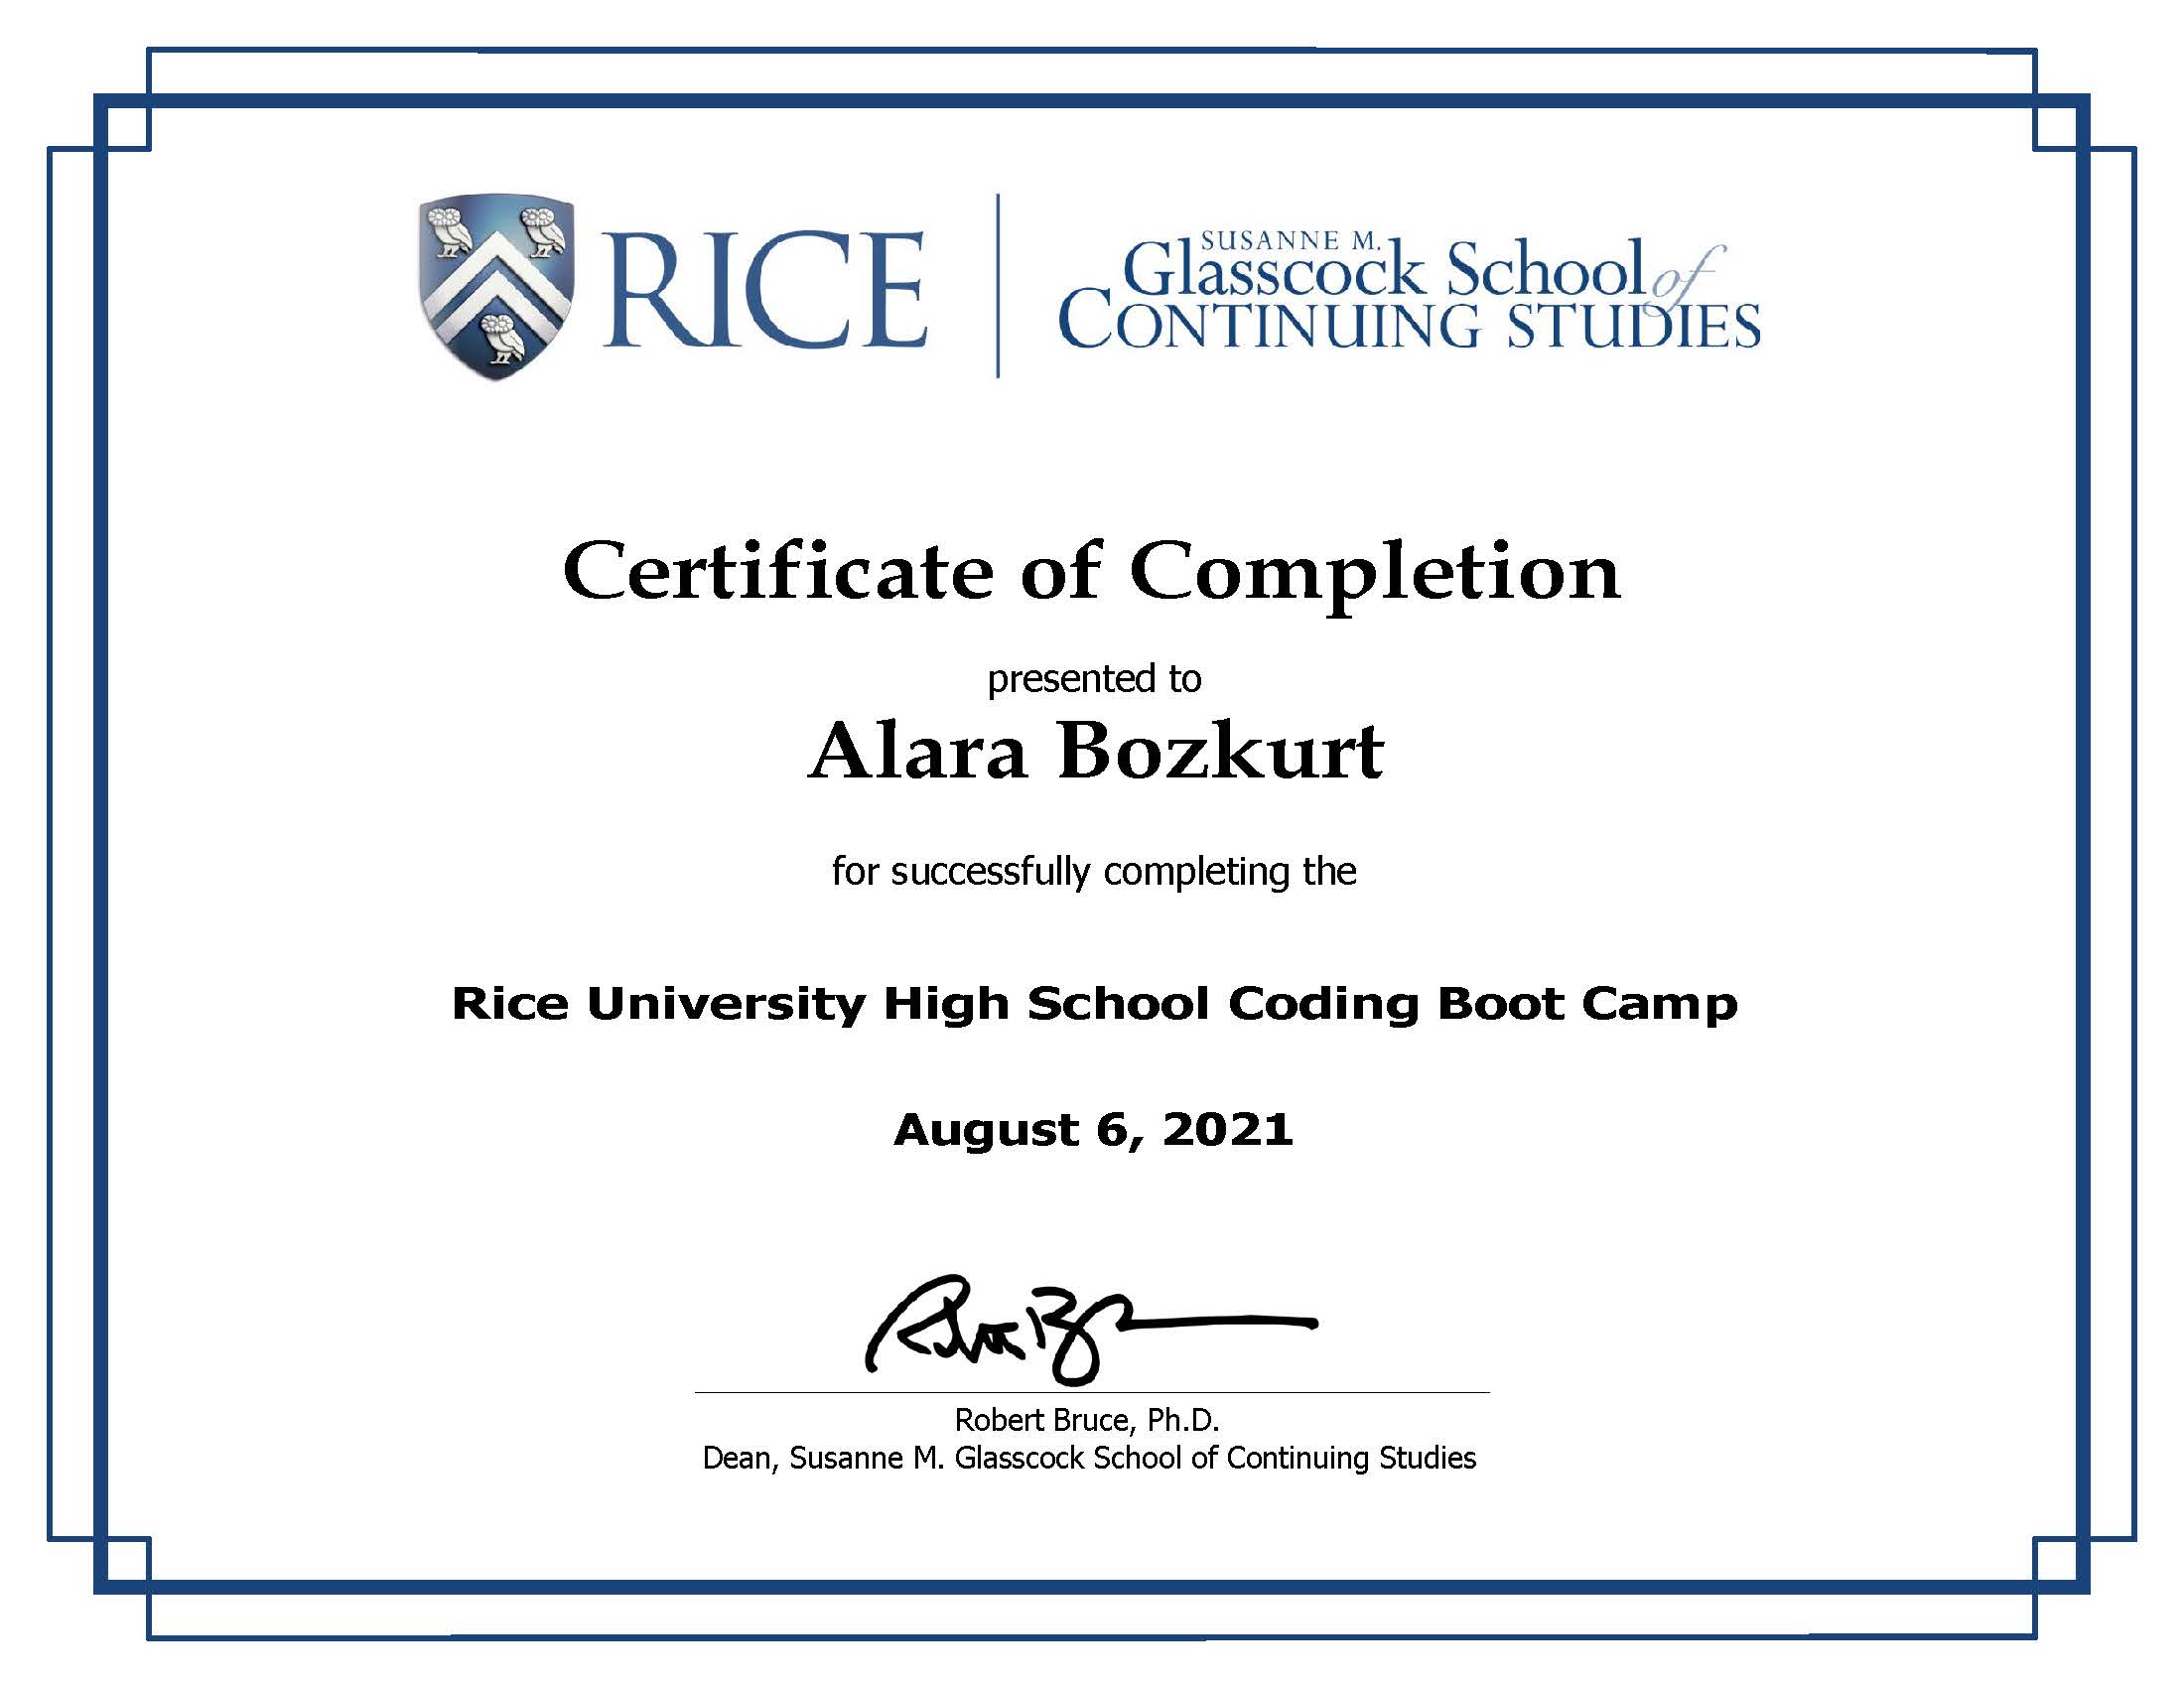 RICE
SUSANNE M.
Glasscock School of
CONTINUING STUDIES
Certificate of Completion
presented to
Alara Bozkurt
for successfully completing the
Rice University High School Coding Boot Camp
August 6, 2021
Robert Bruce, Ph.D.
Dean, Susanne M. Glasscock School of Continuing Studies